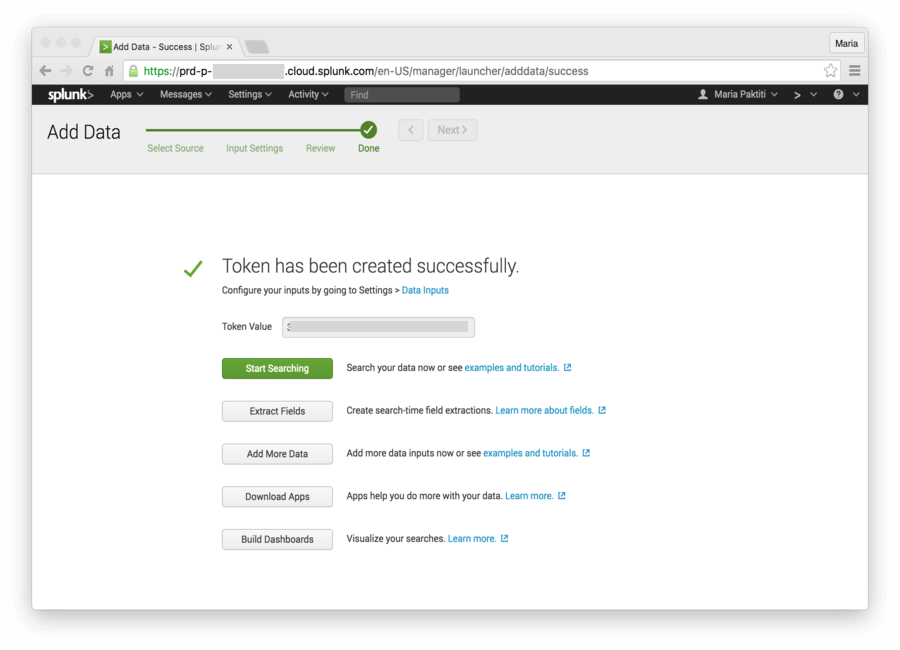 Add Data - Success | Splu
Maria
https://prd-p- .cloud.splunk.com/en-US/manager/launcher/adddata/success
splunk> Apps Messages Settings Activity Find Maria Paktiti >
Add Data
Next >
Select Source Input Settings Review Done
Token has been created successfully.
Configure your inputs by going to Settings > Data Inputs
Token Value
Start Searching Search your data now or see examples and tutorials.
Extract Fields Create search-time field extractions. Learn more about fields.
Add More Data Add more data inputs now or see examples and tutorials.
Download Apps Apps help you do more with your data. Learn more.
Build Dashboards Visualize your searches. Learn more.